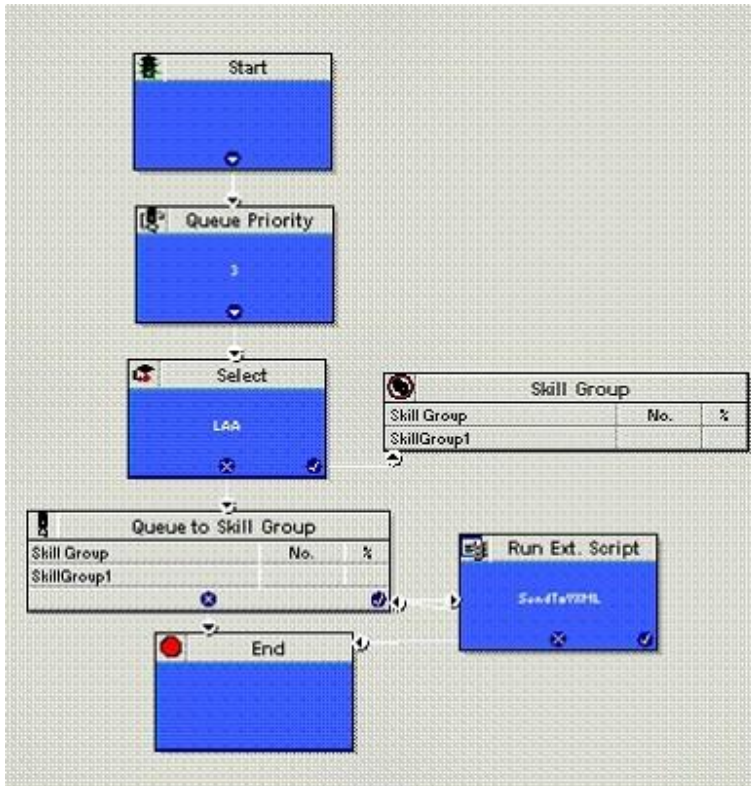 Start
Queue Priority
3
Select
LAA
Skill Group
Skill Group No. %
SkillGroup1
Queue to Skill Group
Skill Group No. %
SkillGroup1
Run Ext. Script
SendToVXML
End